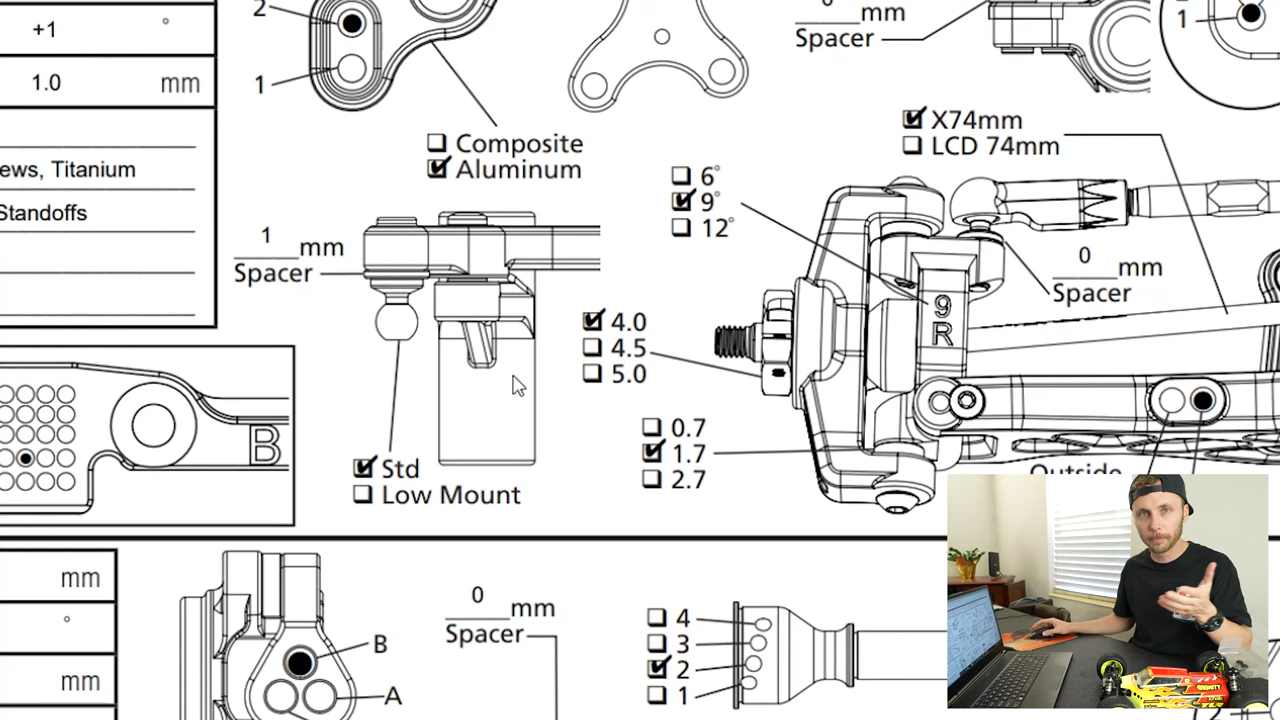 +1 °
1.0 mm
ews, Titanium
Standoffs
2
1
Composite
Aluminum
mm
Spacer
1
X74mm
LCD 74mm
6°
9°
12°
1
mm
Spacer
0
mm
Spacer
9
R
4.0
4.5
5.0
0.7
1.7
2.7
Std
Low Mount
B
Outside
mm
°
mm
B
A
0
mm
Spacer
4
3
2
1